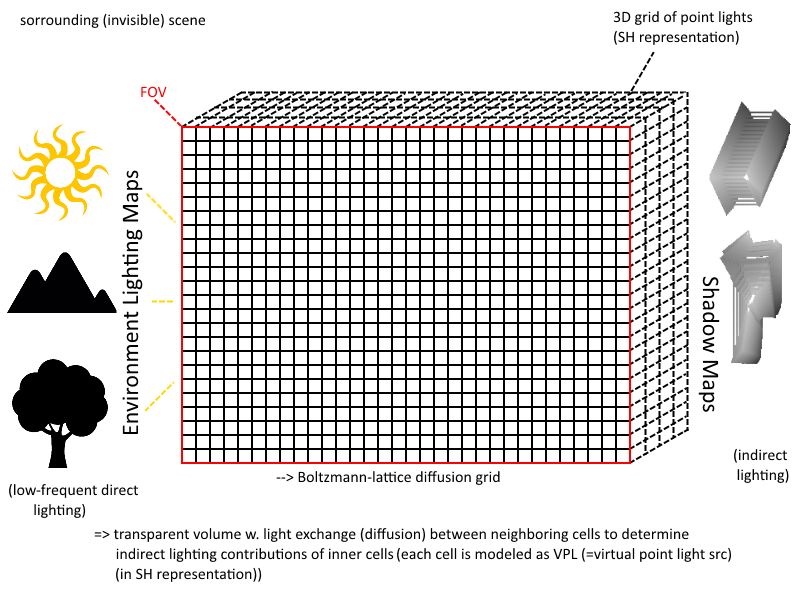 sorrounding (invisible) scene
3D grid of point lights
(SH representation)
FOV
Environment Lighting Maps
Shadow Maps
(indirect
lighting)
--> Boltzmann-lattice diffusion grid
(low-frequent direct
lighting)
=> transparent volume w. light exchange (diffusion) between neighboring cells to determine
indirect lighting contributions of inner cells (each cell is modeled as VPL (=virtual point light src)
(in SH representation))